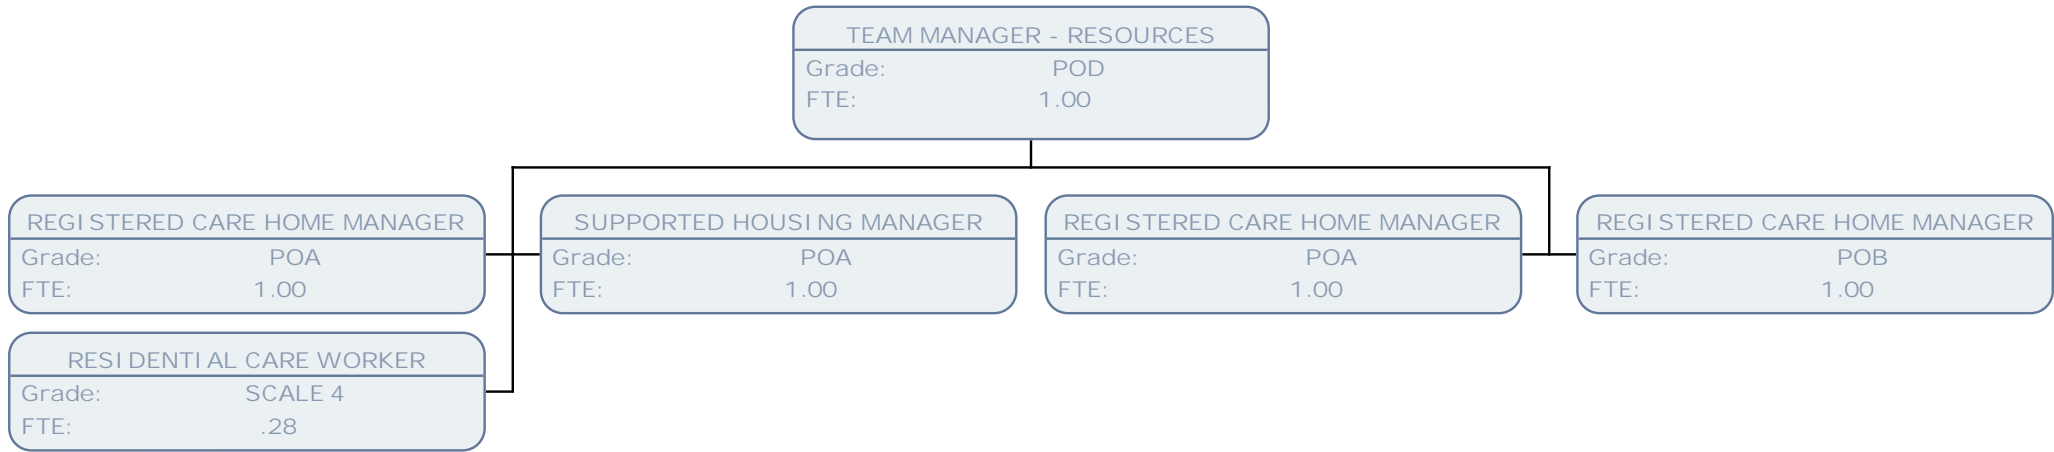 TEAM MANAGER - RESOURCES
Grade: POD
FTE: 1.00
REGISTERED CARE HOME MANAGER
Grade: POA
FTE: 1.00
SUPPORTED HOUSING MANAGER
Grade: POA
FTE: 1.00
REGISTERED CARE HOME MANAGER
Grade: POA
FTE: 1.00
REGISTERED CARE HOME MANAGER
Grade: POB
FTE: 1.00
RESIDENTIAL CARE WORKER
Grade: SCALE 4
FTE: .28